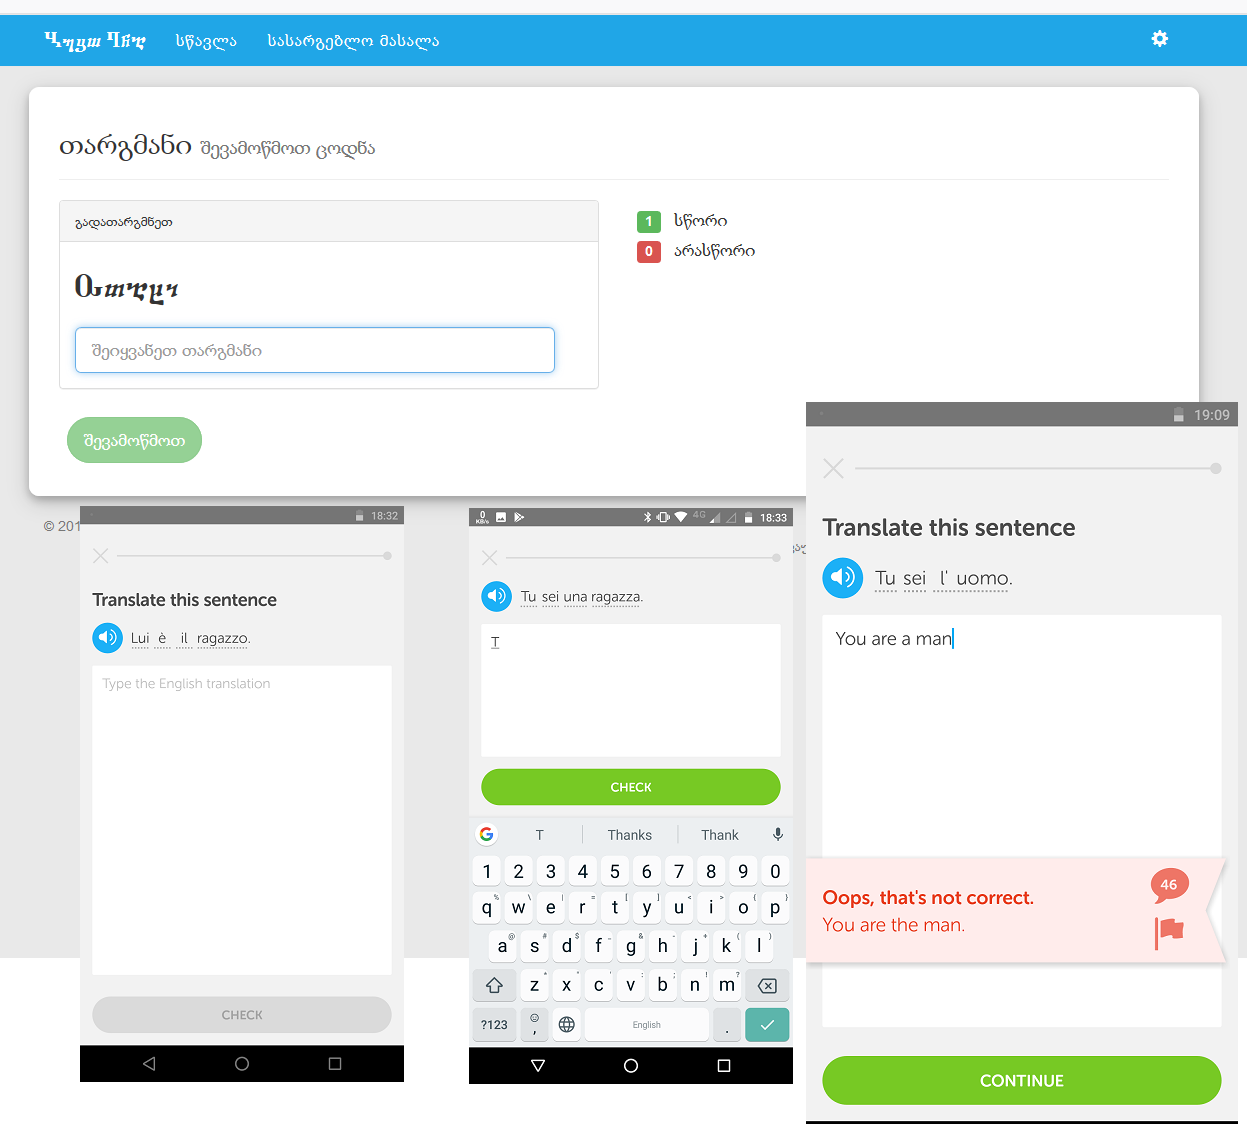 სწავლა სასარგებლო მასალა
თარგმანი შევამოწმოთ ცოდნა
გადათარგმნეთ
შეიყვანეთ თარგმანი
შევამოწმოთ
1 სწორი
0 არასწორი
© 201
18:32
Translate this sentence
Lui è il ragazzo.
Type the English translation
CHECK
0 KB/s 4G 18:33
Tu sei una ragazza.
T
CHECK
T Thanks Thank
1 2 3 4 5 6 7 8 9 0
q w e r t y u i o p
a s d f g h j k l
z x c v b n m
?123 , English .
19:09
Translate this sentence
Tu sei l' uomo.
You are a man
46
Oops, that's not correct.
You are the man.
CONTINUE